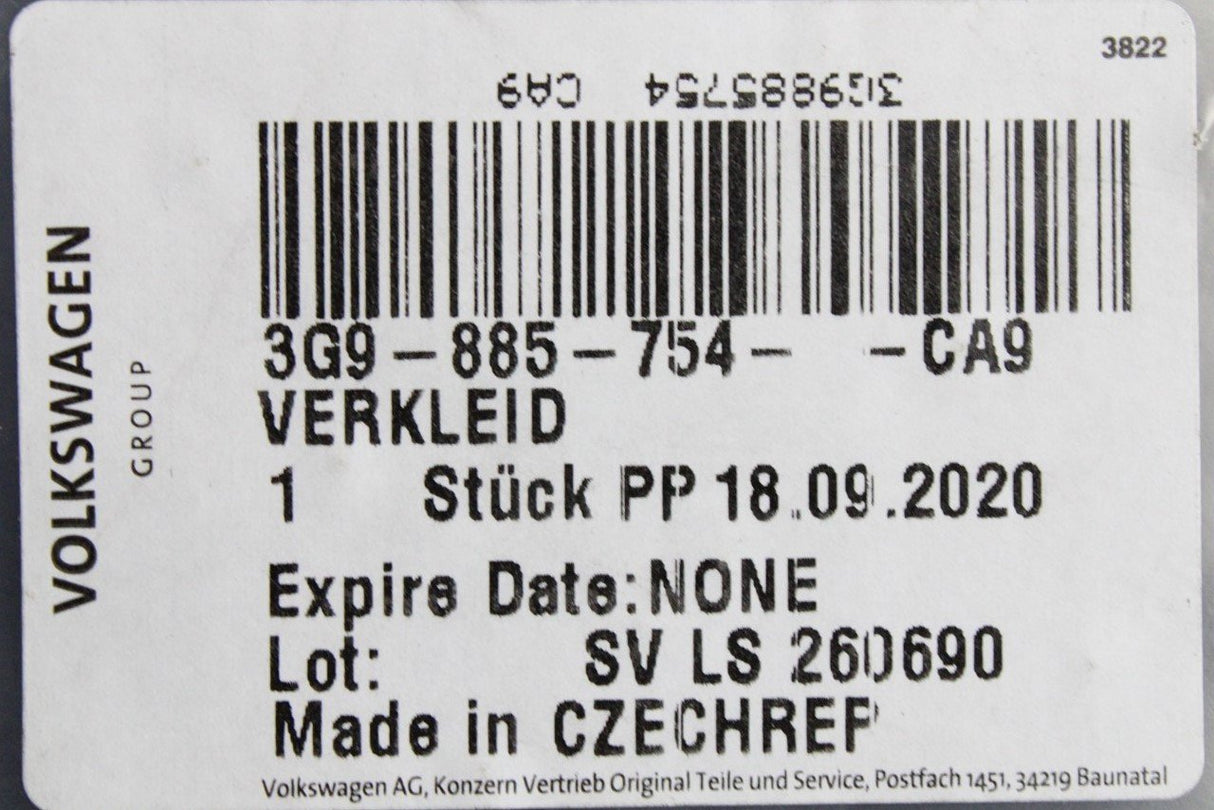 3822
3G9885754 CA9
3G9-885-754- -CA9
VERKLEID
1 Stück PP 18.09.2020
Expire Date:NONE
Lot: SV LS 260690
Made in CZECHREP
Volkswagen AG, Konzern Vertrieb Original Teile und Service, Postfach 1451, 34219 Baunatal
VOLKSWAGEN
GROUP